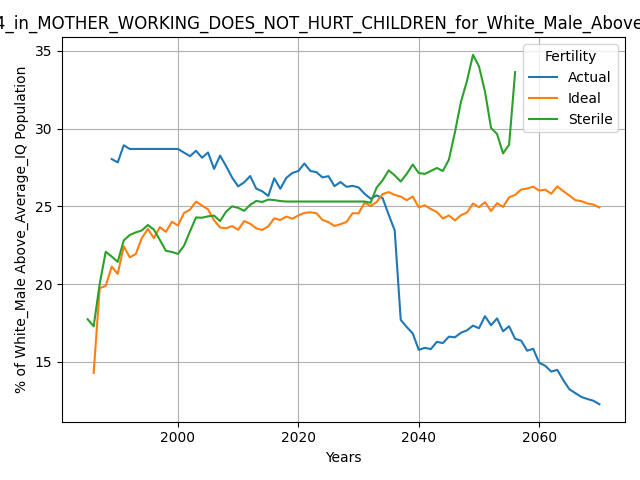 4_in_MOTHER_WORKING_DOES_NOT_HURT_CHILDREN_for_White_Male_Above
% of White_Male Above_Average_IQ Population
35
30
25
20
15
Fertility
Actual
Ideal
Sterile
2000
2020
2040
2060
Years